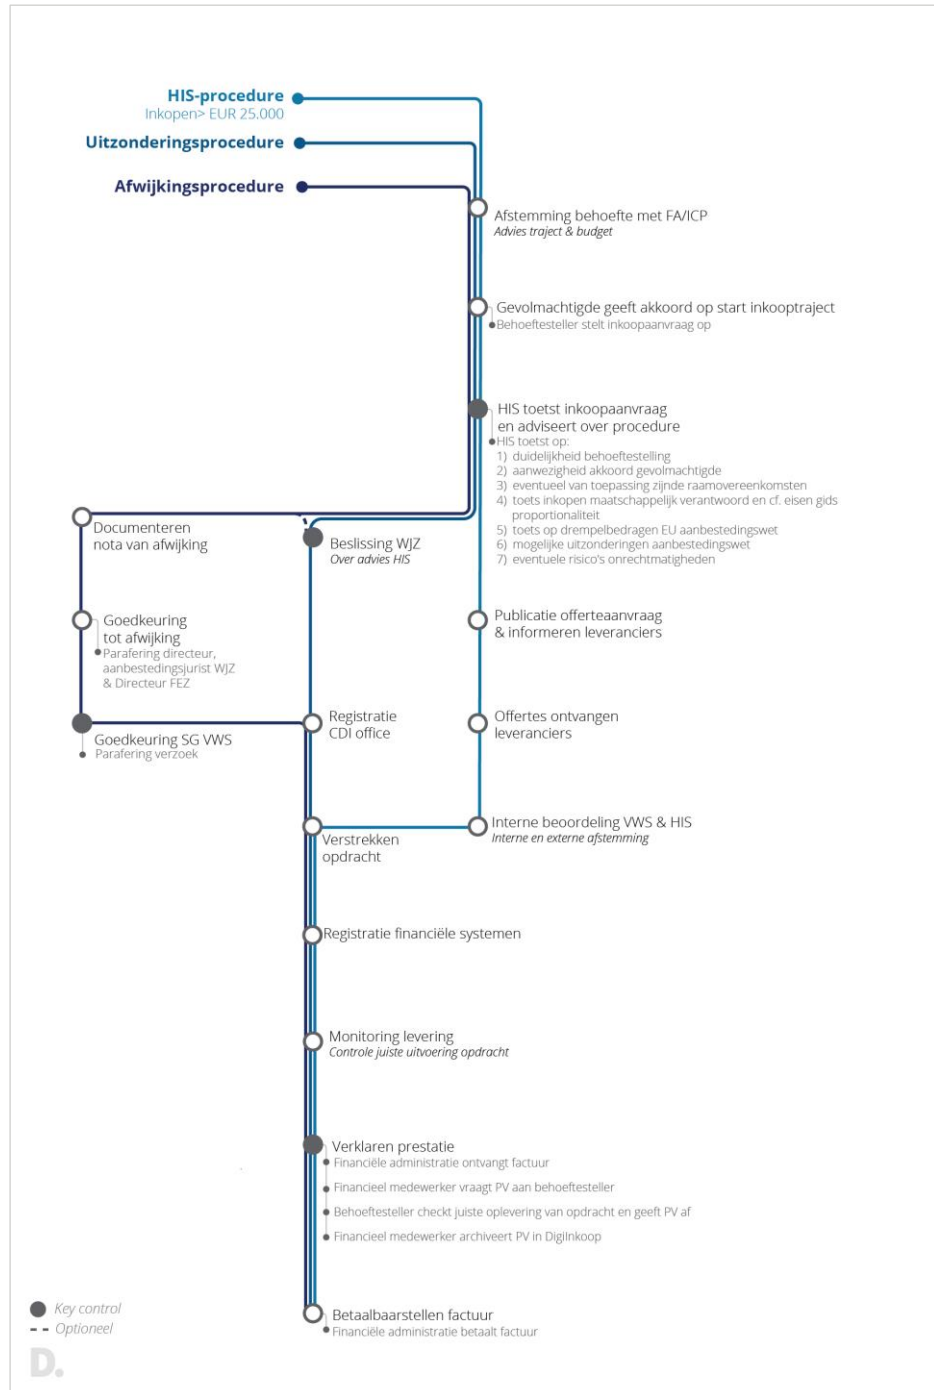 HIS-procedure
Inkopen> EUR 25.000
Uitzonderingsprocedure
Afwijkingsprocedure
Afstemming behoefte met FA/ICP
Advies traject & budget
Gevolmachtigde geeft akkoord op start inkooptraject
Behoeftesteller stelt inkoopaanvraag op
HIS toetst inkoopaanvraag
en adviseert over procedure
HIS toetst op:
1) duidelijkheid behoeftestelling
2) aanwezigheid akkoord gevolmachtigde
3) eventueel van toepassing zijnde raamovereenkomsten
4) toets inkopen maatschappelijk verantwoord en cf. eisen gids
proportionaliteit
5) toets op drempelbedragen EU aanbestedingswet
6) mogelijke uitzonderingen aanbestedingswet
7) eventuele risico's onrechtmatigheden
Documenteren
nota van afwijking
Beslissing WJZ
Over advies HIS
Goedkeuring
tot afwijking
Parafering directeur,
aanbestedingsjurist WJZ
& Directeur FEZ
Publicatie offerteaanvraag
& informeren leveranciers
Goedkeuring SG VWS
Parafering verzoek
Registratie
CDI office
Offertes ontvangen
leveranciers
Verstrekken
opdracht
Interne beoordeling VWS & HIS
Interne en externe afstemming
Registratie financiële systemen
Monitoring levering
Controle juiste uitvoering opdracht
Verklaren prestatie
Financiële administratie ontvangt factuur
Financieel medewerker vraagt PV aan behoeftesteller
Behoeftesteller checkt juiste oplevering van opdracht en geeft PV af
Financieel medewerker archiveert PV in DigiInkoop
Betaalbaarstellen factuur
Financiële administratie betaalt factuur
Key control
Optioneel
D.